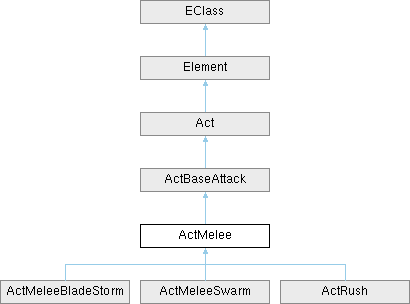 EClass
Element
Act
ActBaseAttack
ActMelee
ActMeleeBladeStorm
ActMeleeSwarm
ActRush